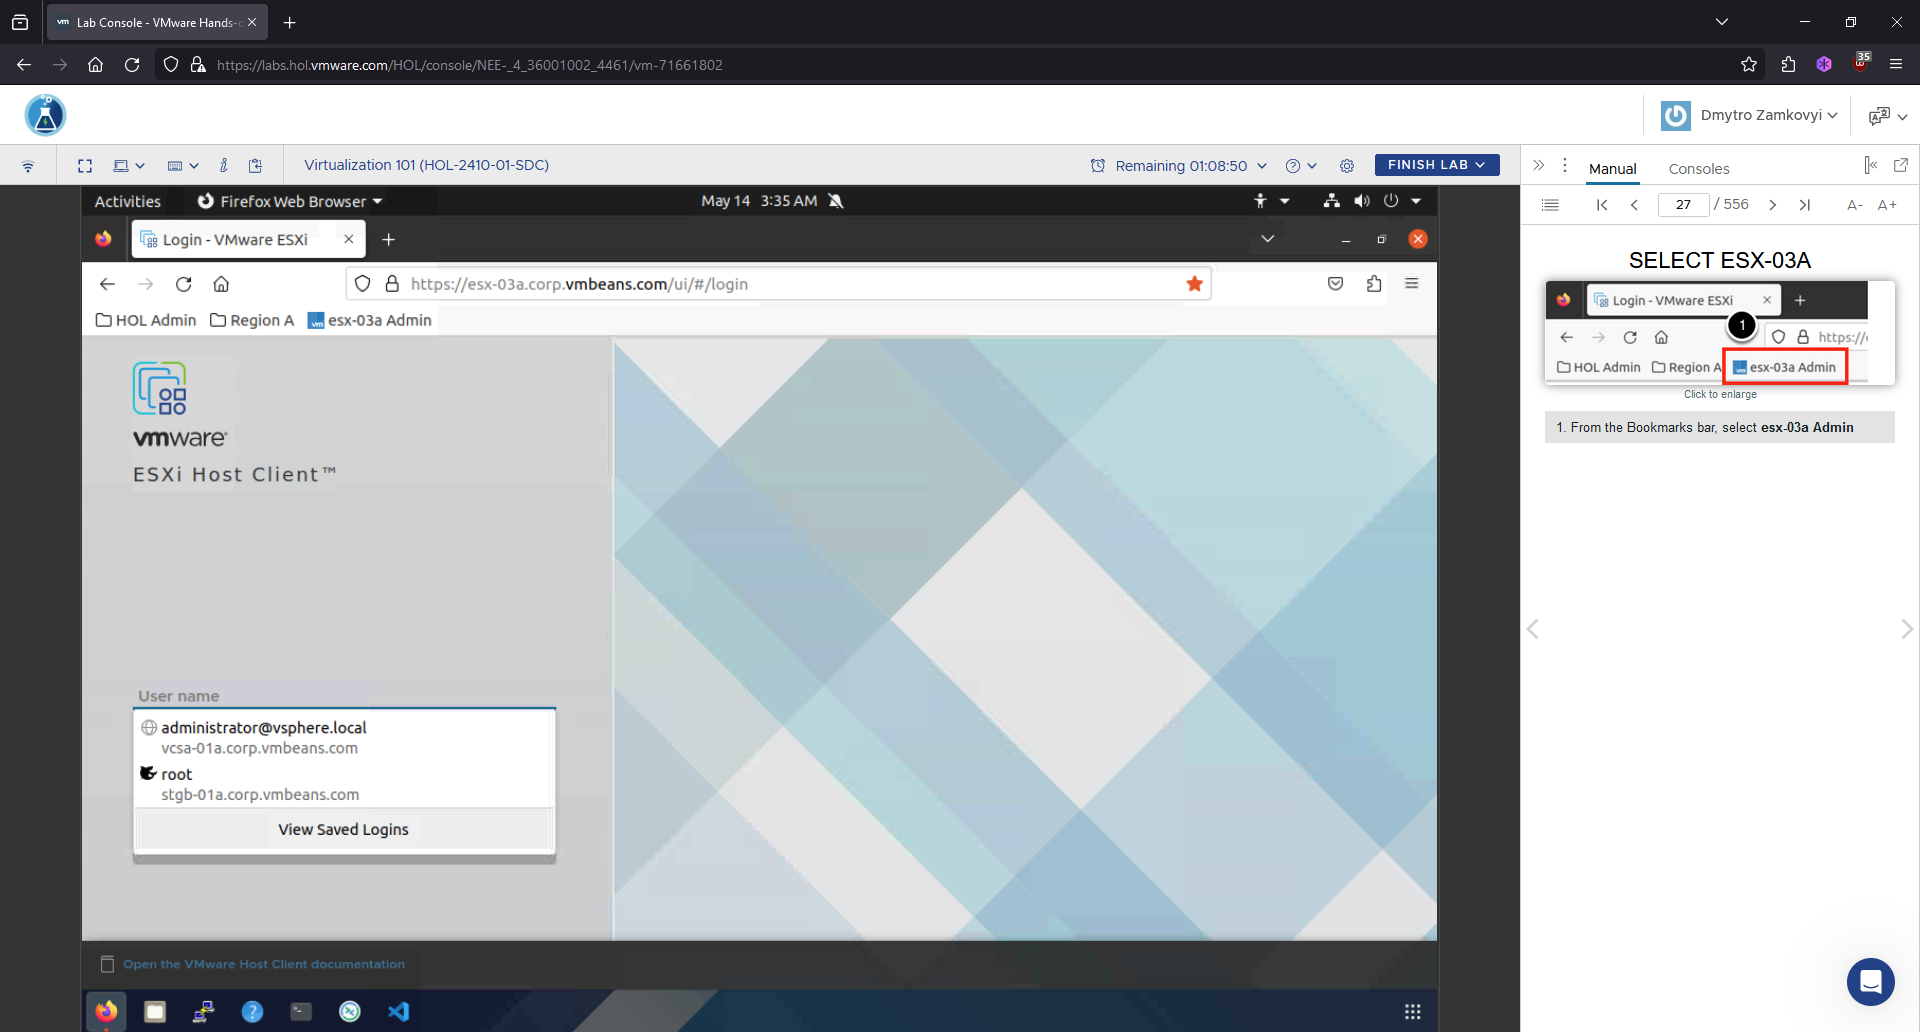 Lab Console - VMware Hands-o
https://labs.hol.vmware.com/HOL/console/NEE-_4_36001002_4461/vm-71661802
35
Dmytro Zamkovyi
Virtualization 101 (HOL-2410-01-SDC)
Remaining 01:08:50
FINISH LAB
Manual
Consoles
Activities
Firefox Web Browser
May 14 3:35 AM
27 / 556
A- A+
Login - VMware ESXi
https://esx-03a.corp.vmbeans.com/ui/#/login
HOL Admin
Region A
vm
esx-03a Admin
vmware
ESXi Host Client™
User name
administrator@vsphere.local
vcsa-01a.corp.vmbeans.com
root
stgb-01a.corp.vmbeans.com
View Saved Logins
Open the VMware Host Client documentation
SELECT ESX-03A
Login - VMware ESXi
1
https://
HOL Admin
Region A
vm
esx-03a Admin
Click to enlarge
1. From the Bookmarks bar, select esx-03a Admin